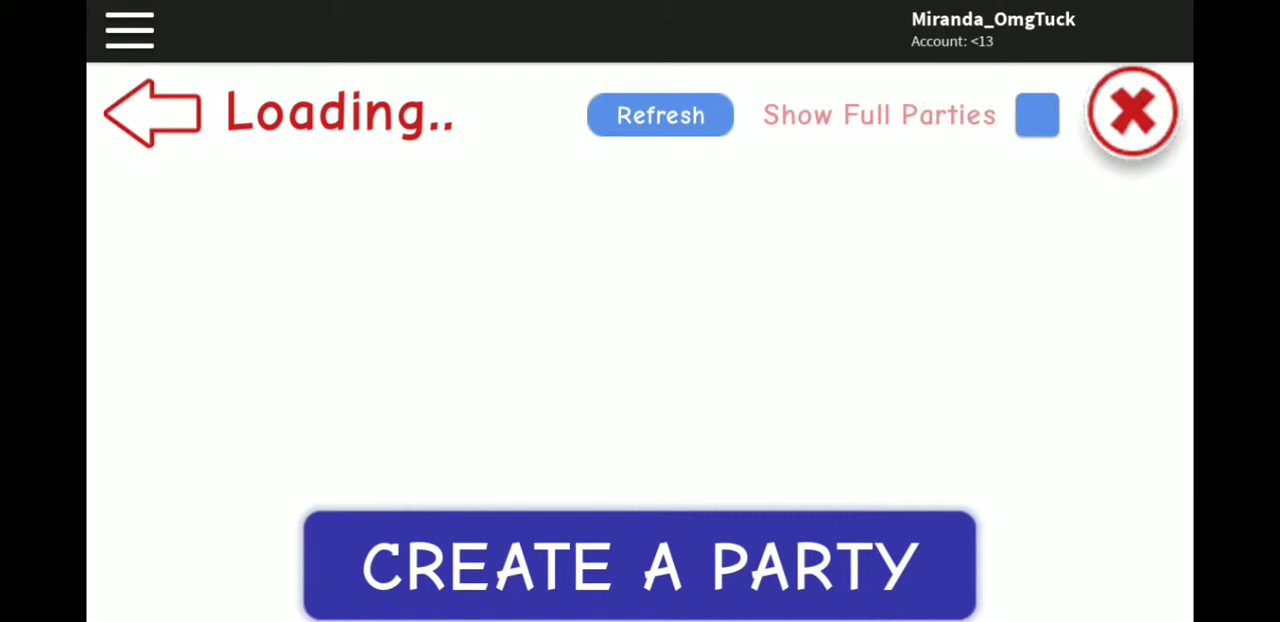 Miranda_OmgTuck
Account: <13
Loading..
Refresh
Show Full Parties
CREATE A PARTY